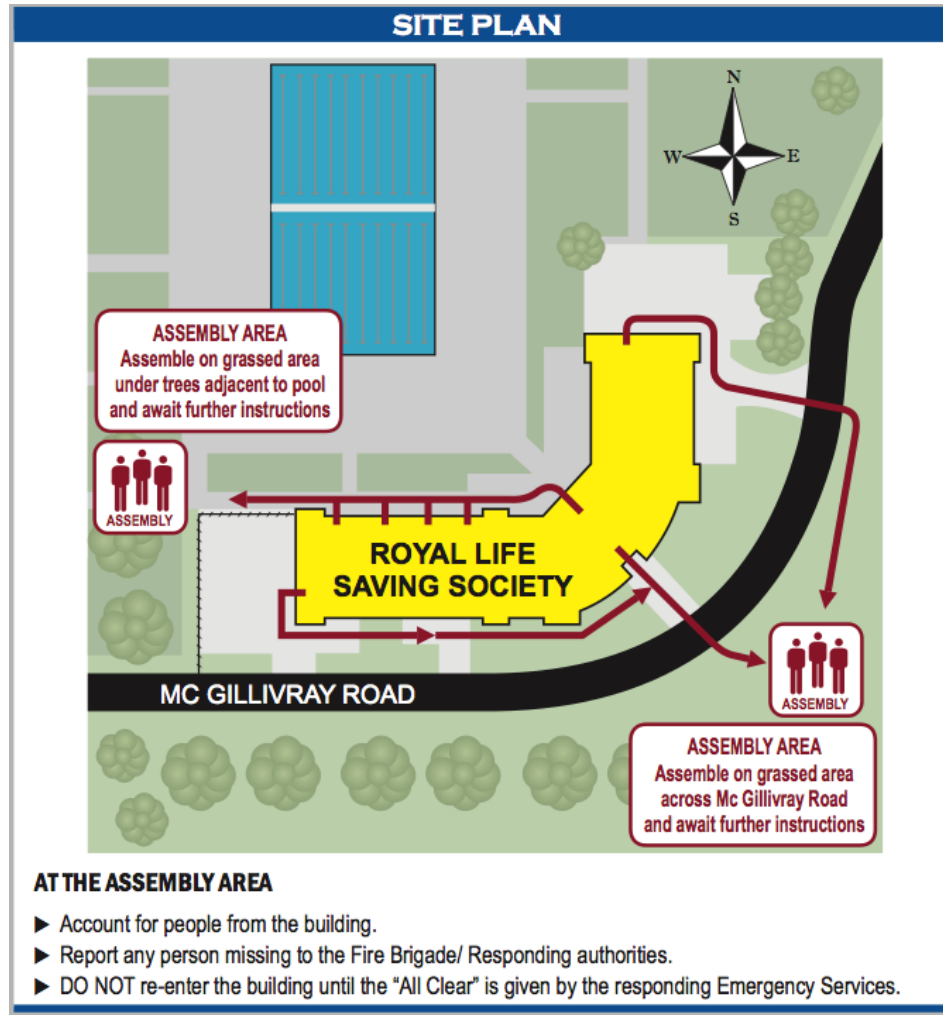 SITE PLAN
N
W
E
S
ASSEMBLY AREA
Assemble on grassed area
under trees adjacent to pool
and await further instructions
ASSEMBLY
ROYAL LIFE
SAVING SOCIETY
MC GILLIVRAY ROAD
ASSEMBLY
ASSEMBLY AREA
Assemble on grassed area
across Mc Gillivray Road
and await further instructions
AT THE ASSEMBLY AREA
▶ Account for people from the building.
▶ Report any person missing to the Fire Brigade/ Responding authorities.
▶ DO NOT re-enter the building until the “All Clear” is given by the responding Emergency Services.